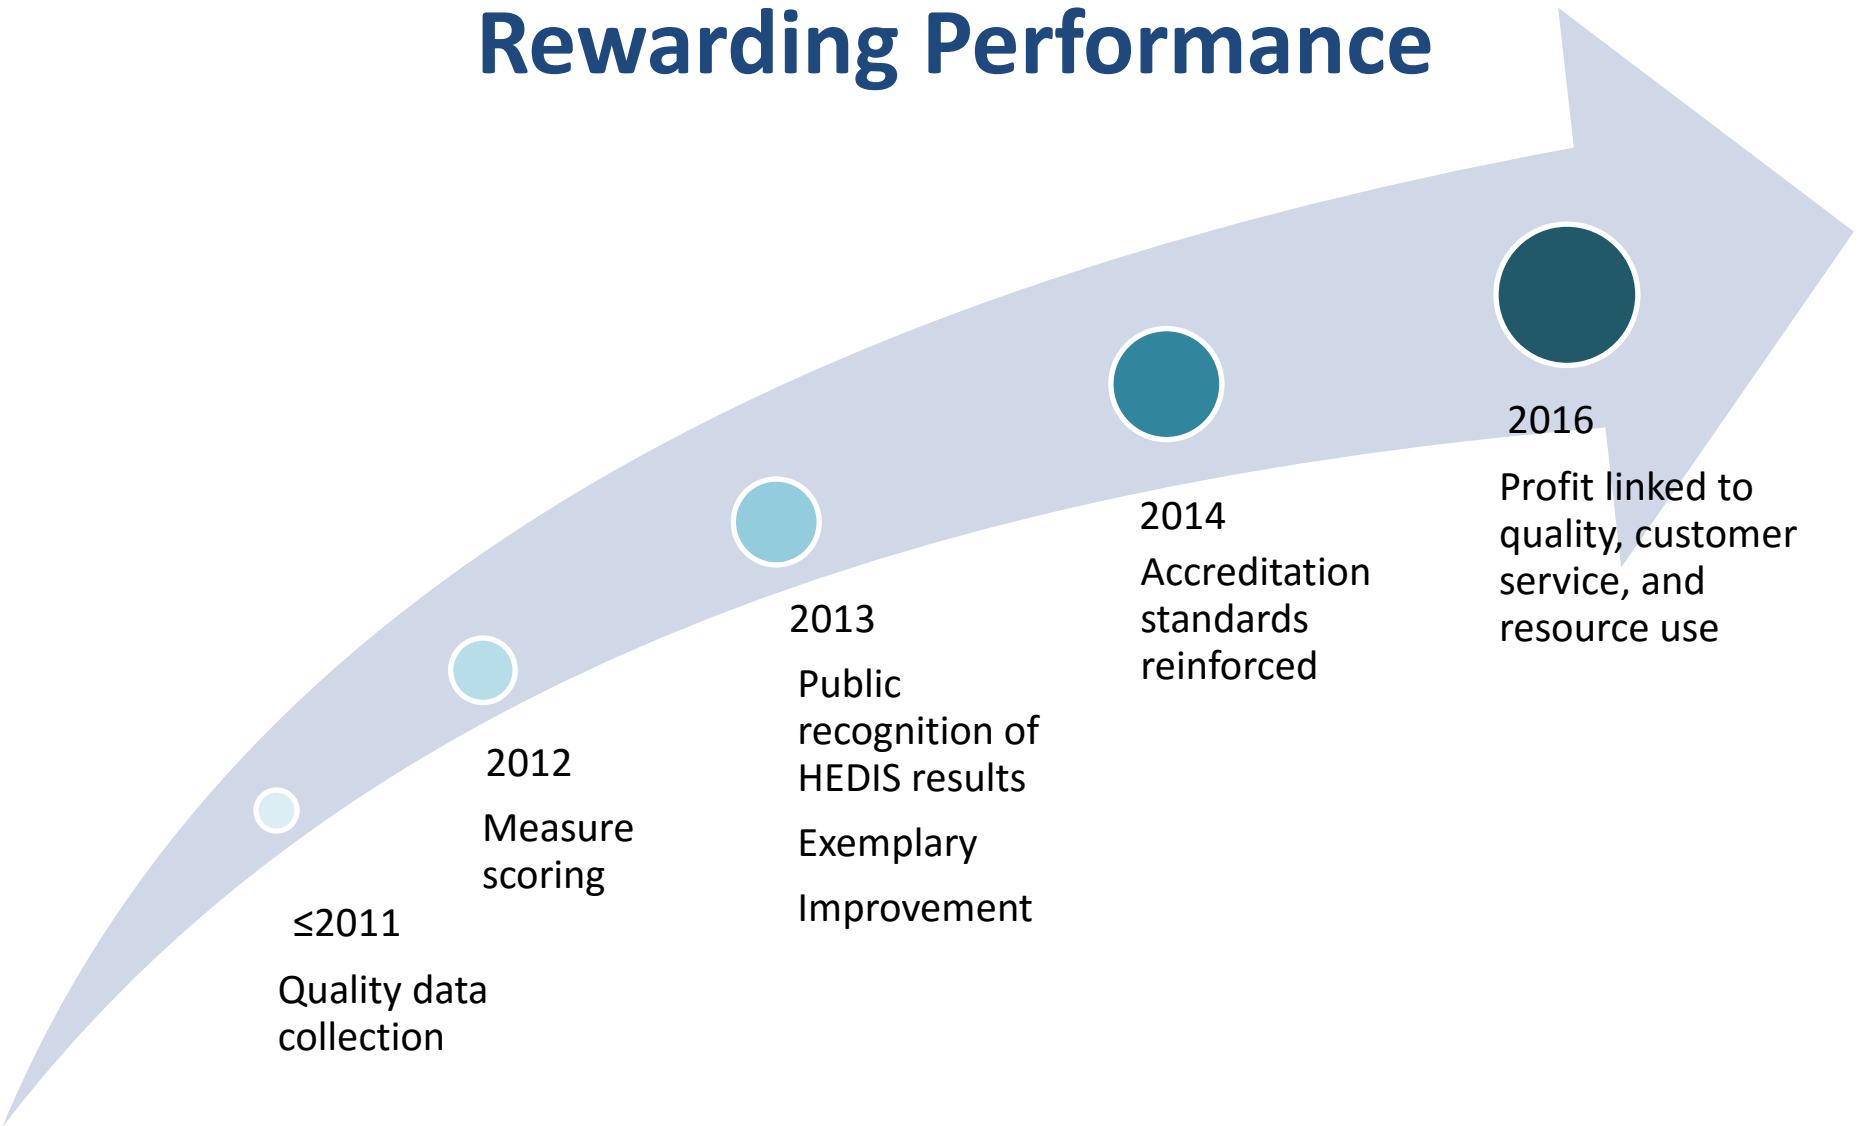 Rewarding Performance
≤2011
Quality data
collection
2012
Measure
scoring
2013
Public
recognition of
HEDIS results
Exemplary
Improvement
2014
Accreditation
standards
reinforced
2016
Profit linked to
quality, customer
service, and
resource use